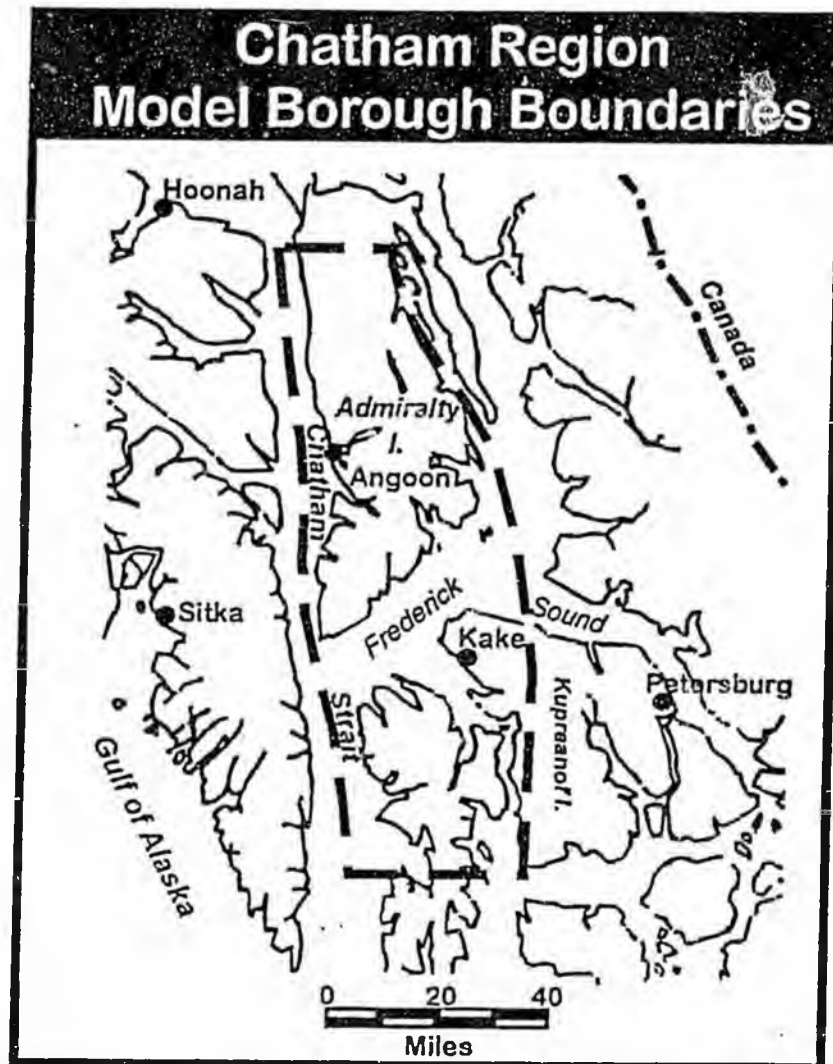 Chatham Region
Model Borough Boundaries
Hoonah
Canada
Admiralty
I.
Angoon
Chatham
Sitka
Frederick
Sound
Kake
Petersburg
Strait
Kupreanof I.
Gulf of Alaska
0 20 40
Miles